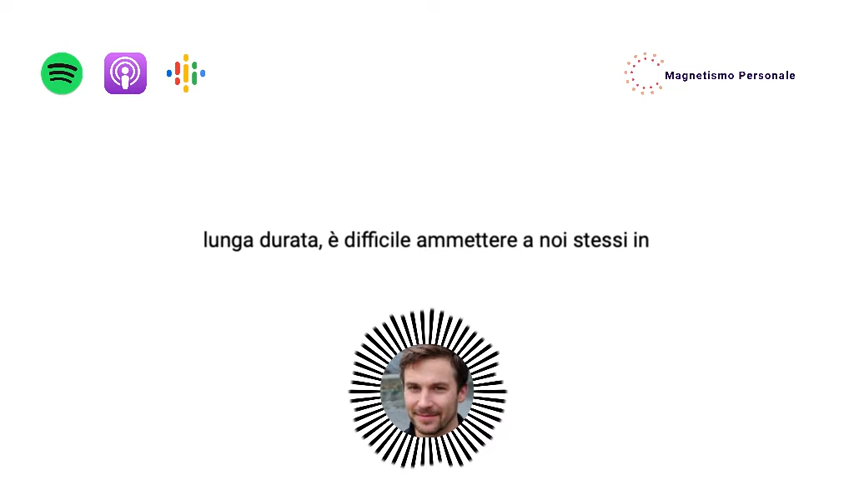 Magnetismo Personale
lunga durata, è difficile ammettere a noi stessi in